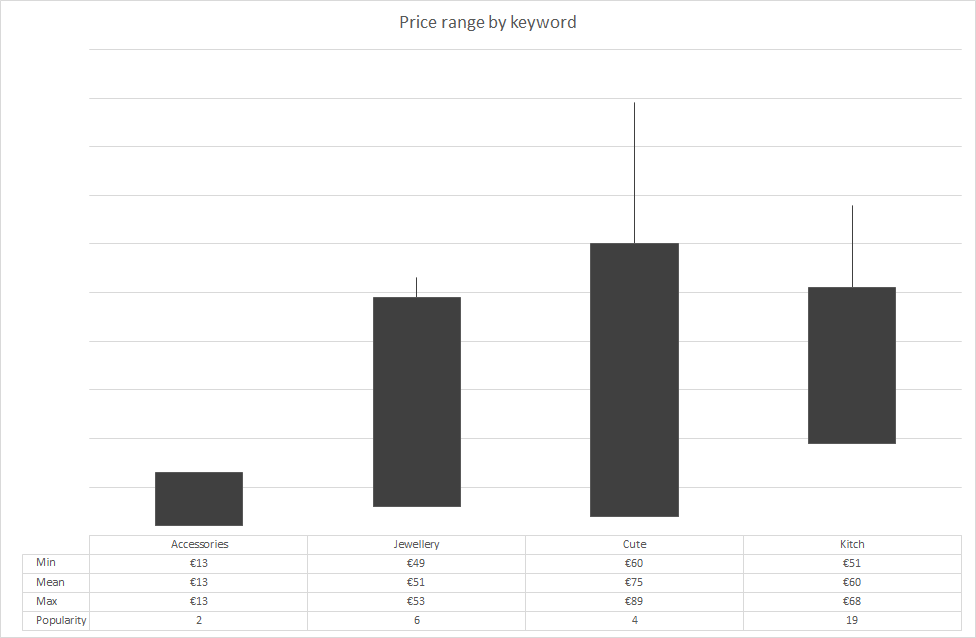 Price range by keyword
Accessories Jewellery Cute Kitch
Min €13 €49 €60 €51
Mean €13 €51 €75 €60
Max €13 €53 €89 €68
Popularity 2 6 4 19